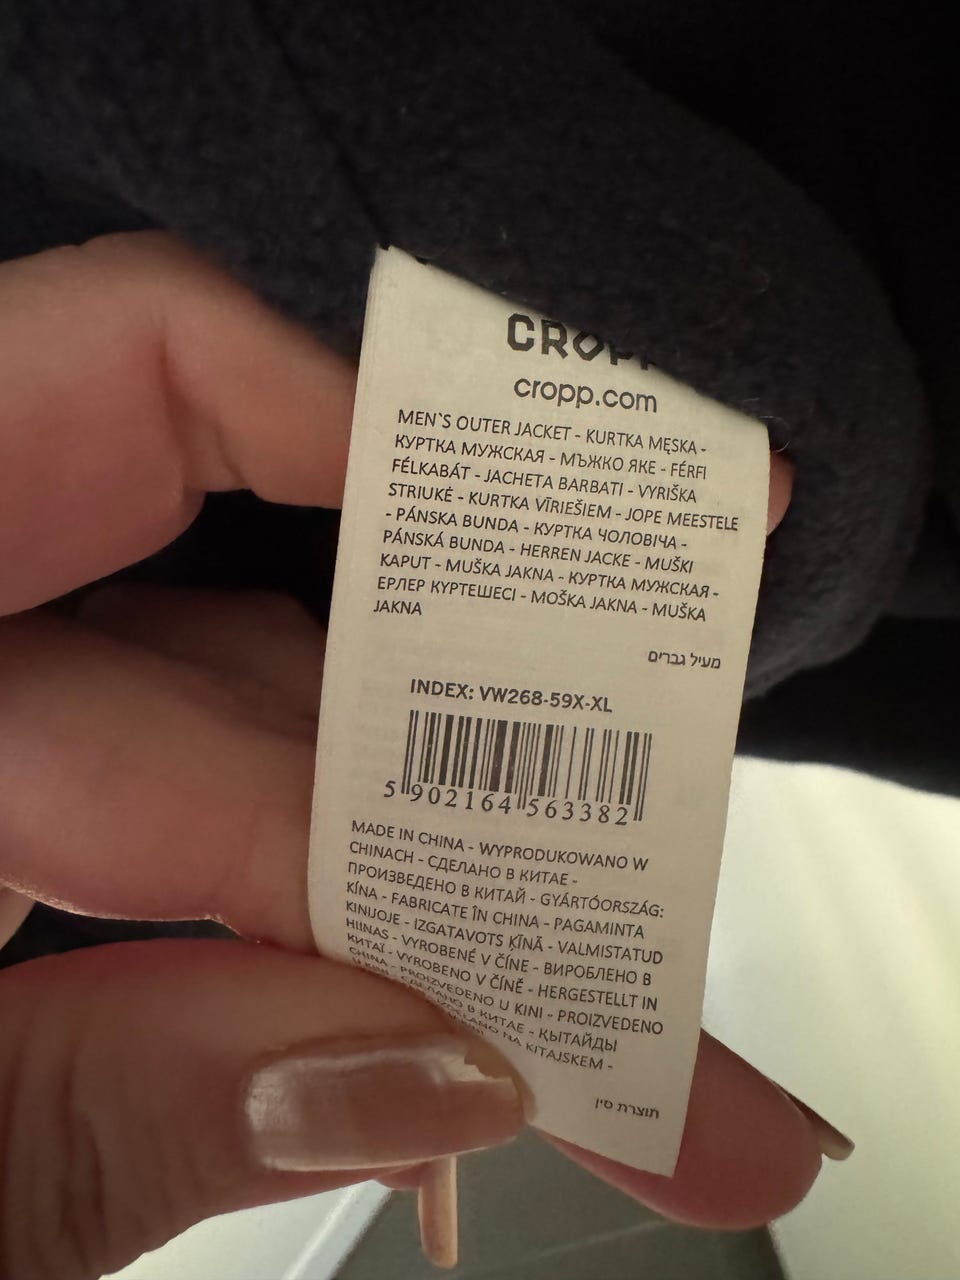 CROPP
cropp.com
MEN`S OUTER JACKET - KURTKA MĘSKA -
КУРТКА МУЖСКАЯ - МЪЖКО ЯКЕ - FÉRFI
FÉLKABÁT - JACHETA BARBATI - VYRIŠKA
STRIUKĖ - KURTKA VĪRIEŠIEM - JOPE MEESTELE
- PÁNSKA BUNDA - КУРТКА ЧОЛОВІЧА -
PÁNSKÁ BUNDA - HERREN JACKE - MUŠKI
KAPUT - MUŠKA JAKNA - КУРТКА МУЖСКАЯ -
ЕРЛЕР КҮРТЕШЕСІ - MOŠKA JAKNA - MUŠKA
JAKNA
מעיל גברים
INDEX: VW268-59X-XL
5 902164 563382
MADE IN CHINA - WYPRODUKOWANO W
CHINACH - СДЕЛАНО В КИТАЕ -
ПРОИЗВЕДЕНО В КИТАЙ - GYÁRTÓORSZÁG:
KÍNA - FABRICATE ÎN CHINA - PAGAMINTA
KINIJOJE - IZGATAVOTS ĶĪNĀ - VALMISTATUD
HIINAS - VYROBENÉ V ČÍNE - ВИРОБЛЕНО В
КИТАЇ - VYROBENO V ČÍNĚ - HERGESTELLT IN
CHINA - PROIZVEDENO U KINI - PROIZVEDENO
U KINI - СДЕЛАНО В КИТАЕ - ҚЫТАЙДЫ
NA KITAJSKEM -
תוצרת סין